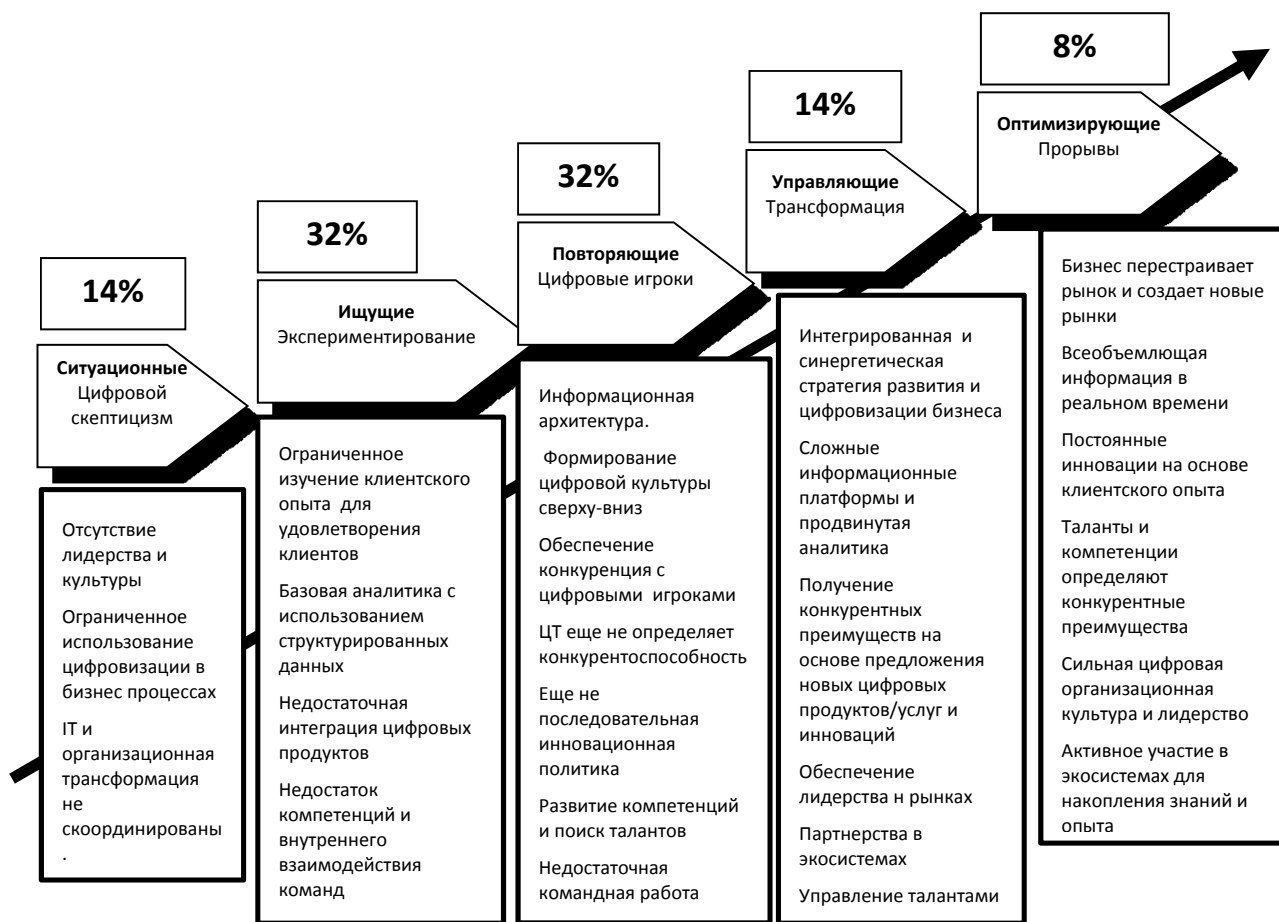 14%
Ситуационные
Цифровой
скептицизм
Отсутствие
лидерства и
культуры
Ограниченное
использование
цифровизации в
бизнес процессах
IT и
организационная
трансформация
не
скоординированы
.
32%
Ищущие
Экспериментирование
Ограниченное
изучение клиентского
опыта для
удовлетворения
клиентов
Базовая аналитика с
использованием
структурированных
данных
Недостаточная
интеграция цифровых
продуктов
Недостаток
компетенций и
внутреннего
взаимодействия
команд
32%
Повторяющие
Цифровые игроки
Информационная
архитектура.
Формирование
цифровой культуры
сверху-вниз
Обеспечение
конкуренция с
цифровыми игроками
ЦТ еще не определяет
конкурентоспособность
Еще не
последовательная
инновационная
политика
Развитие компетенций
и поиск талантов
Недостаточная
командная работа
14%
Управляющие
Трансформация
Интегрированная и
синергетическая
стратегия развития и
цифровизации бизнеса
Сложные
информационные
платформы и
продвинутая
аналитика
Получение
конкурентных
преимуществ на
основе предложения
новых цифровых
продуктов/услуг и
инноваций
Обеспечение
лидерства н рынках
Партнерства в
экосистемах
Управление талантами
8%
Оптимизирующие
Прорывы
Бизнес перестраивает
рынок и создает новые
рынки
Всеобъемлющая
информация в
реальном времени
Постоянные
инновации на основе
клиентского опыта
Таланты и
компетенции
определяют
конкурентные
преимущества
Сильная цифровая
организационная
культура и лидерство
Активное участие в
экосистемах для
накопления знаний и
опыта